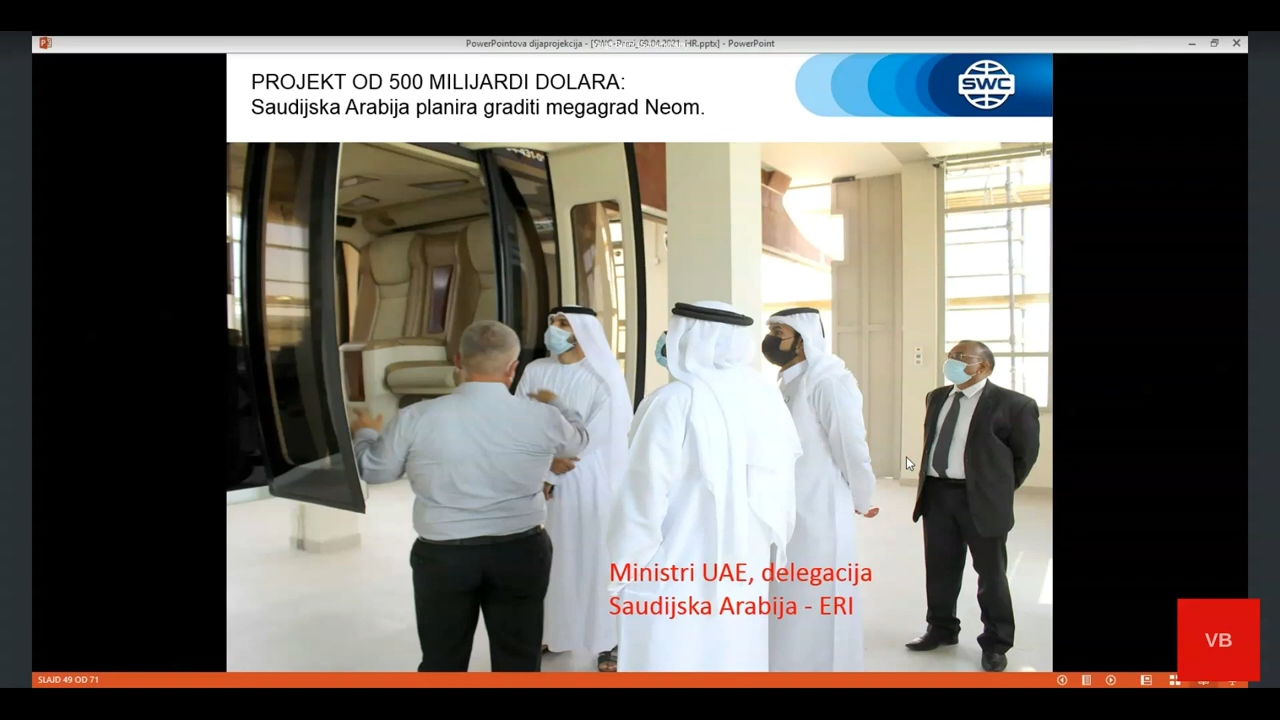 PowerPointova dijaprojekcija - [SWC-Prezi_09.04.2021. HR.pptx] - PowerPoint
PROJEKT OD 500 MILIJARDI DOLARA:
Saudijska Arabija planira graditi megagrad Neom.
SWC
Ministri UAE, delegacija
Saudijska Arabija - ERI
VB
SLAJD 49 OD 71